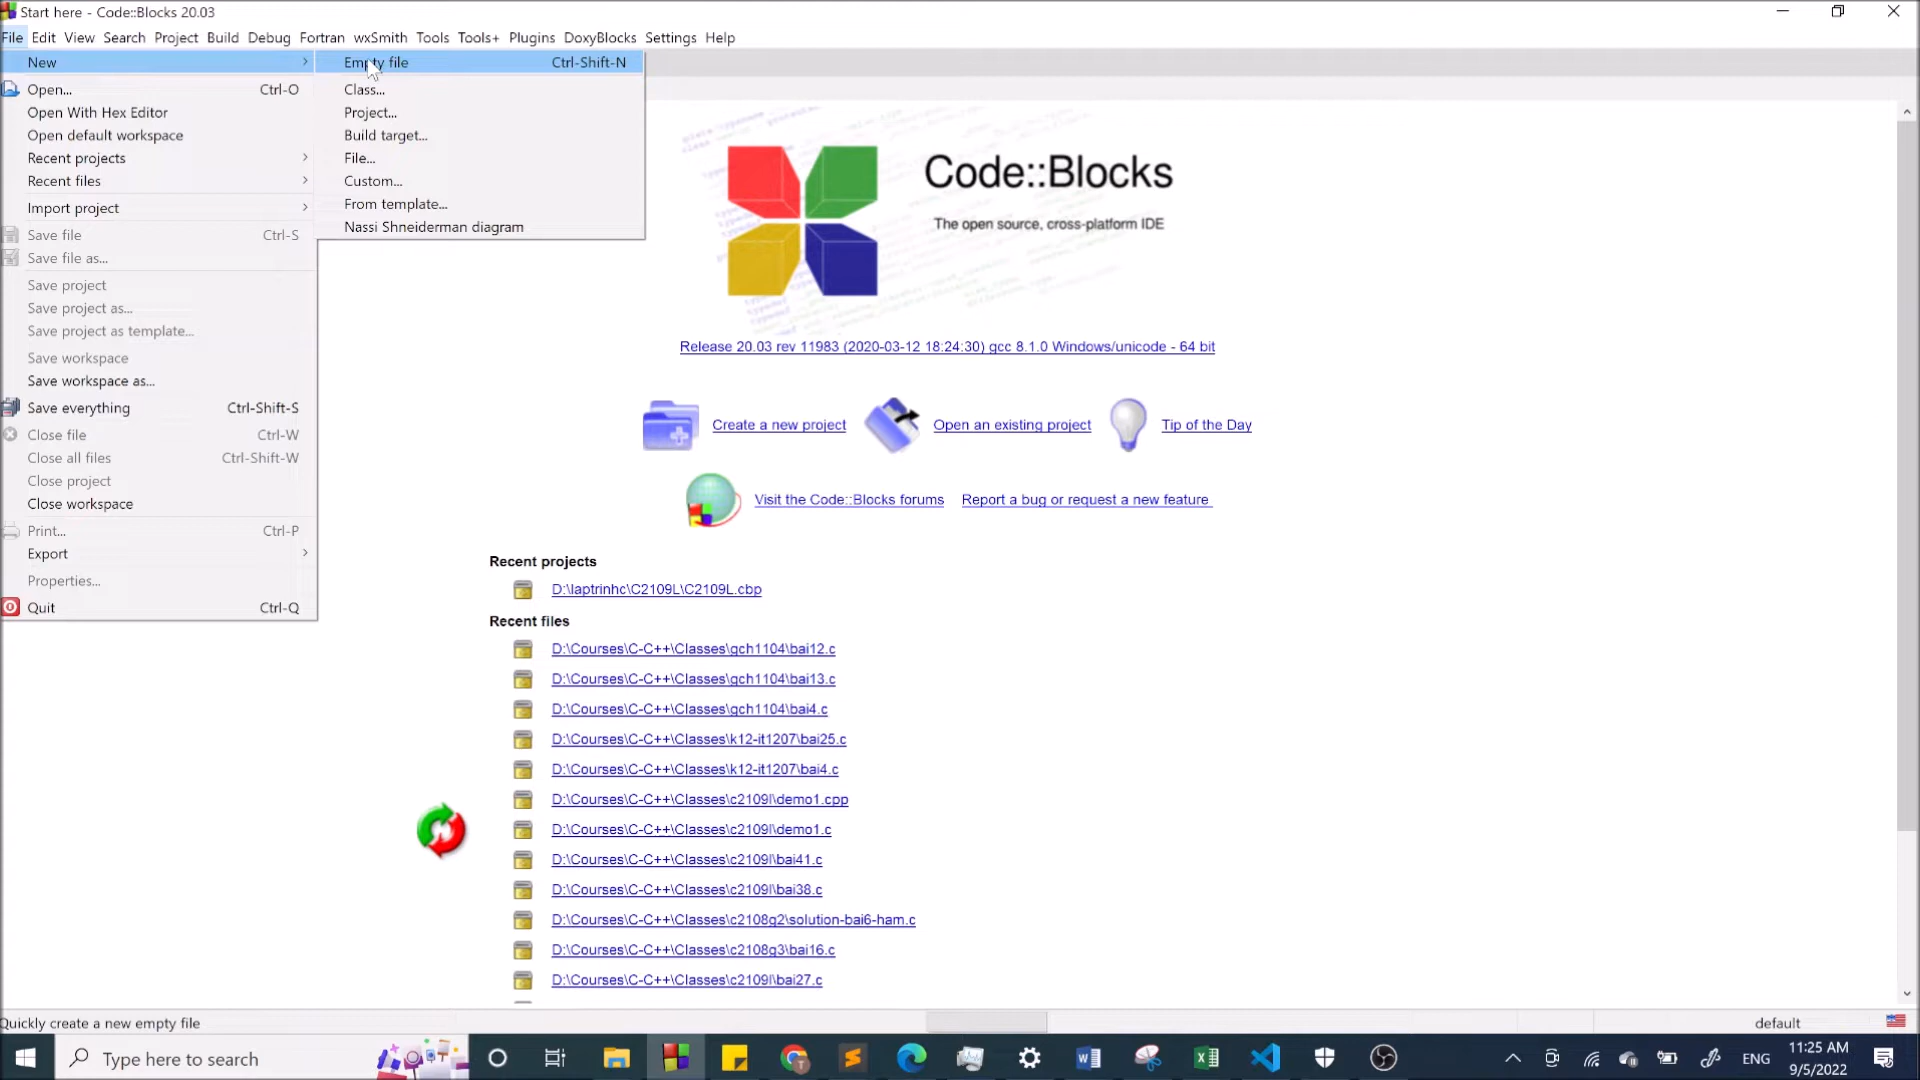 Start here - Code::Blocks 20.03
File Edit View Search Project Build Debug Fortran wxSmith Tools Tools+ Plugins DoxyBlocks Settings Help
New
Open... Ctrl-O
Open With Hex Editor
Open default workspace
Recent projects
Recent files
Import project
Save file Ctrl-S
Save file as...
Save project
Save project as...
Save project as template...
Save workspace
Save workspace as...
Save everything Ctrl-Shift-S
Close file Ctrl-W
Close all files Ctrl-Shift-W
Close project
Close workspace
Print... Ctrl-P
Export
Properties...
Quit Ctrl-Q
Empty file Ctrl-Shift-N
Class...
Project...
Build target...
File...
Custom...
From template...
Nassi Shneiderman diagram
Code::Blocks
The open source, cross-platform IDE
Release 20.03 rev 11983 (2020-03-12 18:24:30) gcc 8.1.0 Windows/unicode - 64 bit
Create a new project Open an existing project Tip of the Day
Visit the Code::Blocks forums Report a bug or request a new feature
Recent projects
D:\laptrinhc\C2109L\C2109L.cbp
Recent files
D:\Courses\C-C++\Classes\gch1104\bai12.c
D:\Courses\C-C++\Classes\gch1104\bai13.c
D:\Courses\C-C++\Classes\gch1104\bai4.c
D:\Courses\C-C++\Classes\k12-it1207\bai25.c
D:\Courses\C-C++\Classes\k12-it1207\bai4.c
D:\Courses\C-C++\Classes\c2109l\demo1.cpp
D:\Courses\C-C++\Classes\c2109l\demo1.c
D:\Courses\C-C++\Classes\c2109l\bai41.c
D:\Courses\C-C++\Classes\c2109l\bai38.c
D:\Courses\C-C++\Classes\c2108g2\solution-bai6-ham.c
D:\Courses\C-C++\Classes\c2108g3\bai16.c
D:\Courses\C-C++\Classes\c2109l\bai27.c
Quickly create a new empty file default
Type here to search
ENG
11:25 AM
9/5/2022